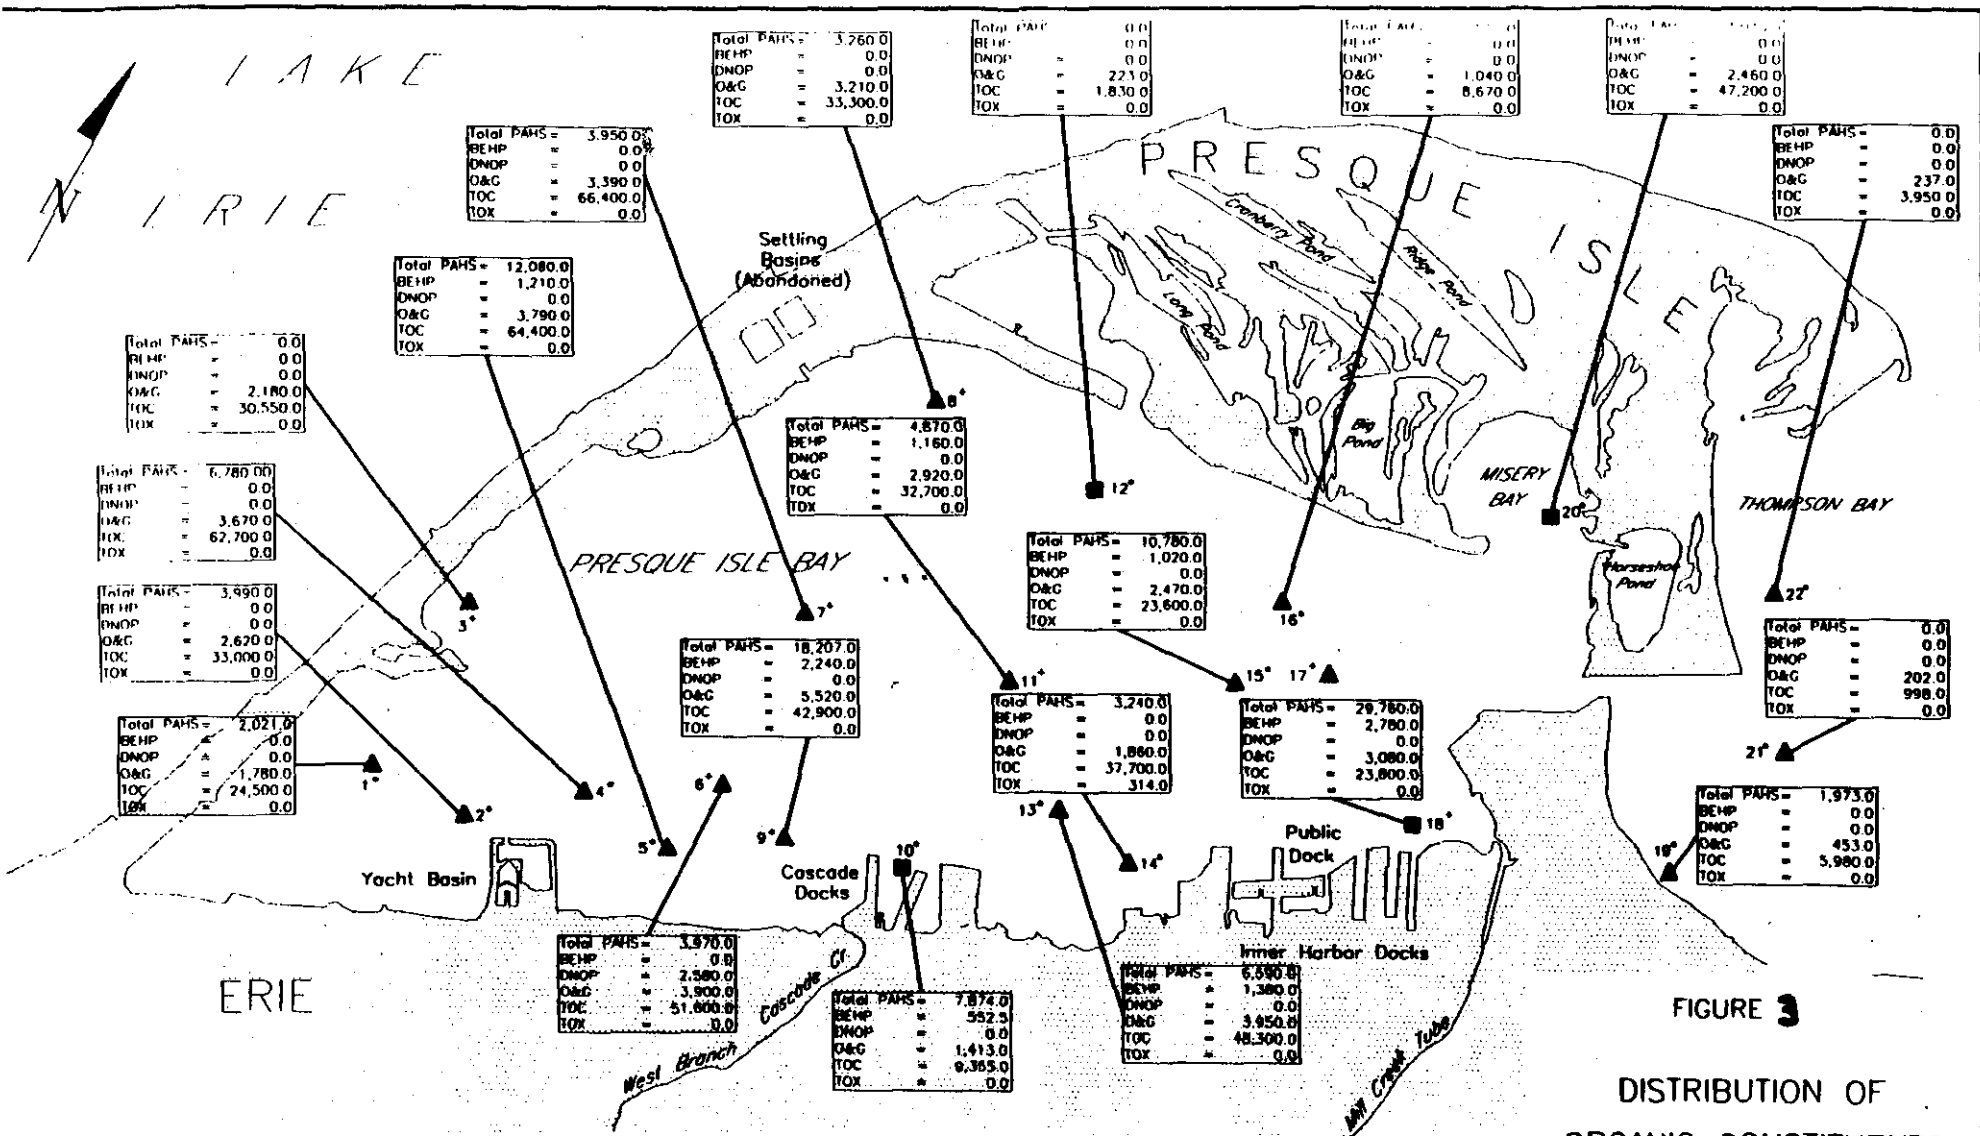 LAKE
ERIE
N
Total PAHS = 3,260.0
BEHP = 0.0
DNOP = 0.0
O&G = 3,210.0
TOC = 33,300.0
TOX = 0.0
Total PAHS 0.0
BEHP 0.0
DNOP = 0.0
O&G = 223.0
TOC = 1,830.0
TOX = 0.0
BEHP 0.0
DNOP 0.0
O&G = 1,040.0
TOC = 8,670.0
TOX = 0.0
BEHP 0.0
DNOP 0.0
O&G = 2,460.0
TOC = 47,200.0
TOX = 0.0
Total PAHS = 0.0
BEHP = 0.0
DNOP = 0.0
O&G = 237.0
TOC = 3,950.0
TOX = 0.0
Total PAHS = 3,950.0
BEHP = 0.0
DNOP = 0.0
O&G = 3,390.0
TOC = 66,400.0
TOX = 0.0
PRESQUE ISLE
Cranberry Pond
Ridge Pond
Long Pond
Big Pond
Settling
Basins
(Abandoned)
Total PAHS = 12,080.0
BEHP = 1,210.0
DNOP = 0.0
O&G = 3,790.0
TOC = 64,400.0
TOX = 0.0
Total PAHS = 0.0
BEHP = 0.0
DNOP = 0.0
O&G = 2,180.0
TOC = 30,550.0
TOX = 0.0
8*
Total PAHS = 4,870.0
BEHP = 1,160.0
DNOP = 0.0
O&G = 2,920.0
TOC = 32,700.0
TOX = 0.0
Total PAHS = 6,780.00
BEHP = 0.0
DNOP = 0.0
O&G = 3,670.0
TOC = 62,700.0
TOX = 0.0
12*
MISERY
BAY
20*
THOMPSON BAY
Horseshoe
Pond
PRESQUE ISLE BAY
Total PAHS = 10,780.0
BEHP = 1,020.0
DNOP = 0.0
O&G = 2,470.0
TOC = 23,600.0
TOX = 0.0
Total PAHS = 3,990.0
BEHP = 0.0
DNOP = 0.0
O&G = 2,620.0
TOC = 33,000.0
TOX = 0.0
3*
7*
16*
22*
Total PAHS = 18,207.0
BEHP = 2,240.0
DNOP = 0.0
O&G = 5,520.0
TOC = 42,900.0
TOX = 0.0
Total PAHS = 0.0
BEHP = 0.0
DNOP = 0.0
O&G = 202.0
TOC = 998.0
TOX = 0.0
11*
15*
17*
Total PAHS = 3,240.0
BEHP = 0.0
DNOP = 0.0
O&G = 1,860.0
TOC = 37,700.0
TOX = 314.0
Total PAHS = 29,760.0
BEHP = 2,780.0
DNOP = 0.0
O&G = 3,080.0
TOC = 23,800.0
TOX = 0.0
Total PAHS = 2,021.0
BEHP = 0.0
DNOP = 0.0
O&G = 1,780.0
TOC = 24,500.0
TOX = 0.0
1*
2*
4*
6*
5*
9*
10*
13*
14*
18*
21*
19*
Total PAHS = 1,973.0
BEHP = 0.0
DNOP = 0.0
O&G = 453.0
TOC = 5,980.0
TOX = 0.0
Yacht Basin
Cascade
Docks
Public
Dock
Inner Harbor Docks
Total PAHS = 3,970.0
BEHP = 0.0
DNOP = 2,580.0
O&G = 3,900.0
TOC = 51,600.0
TOX = 0.0
Total PAHS = 7,874.0
BEHP = 552.5
DNOP = 0.0
O&G = 1,413.0
TOC = 9,365.0
TOX = 0.0
Total PAHS = 6,590.0
BEHP = 1,380.0
DNOP = 0.0
O&G = 3,950.0
TOC = 48,300.0
TOX = 0.0
ERIE
West Branch
Cascade Cr.
Mill Creek Tube
FIGURE 3
DISTRIBUTION OF